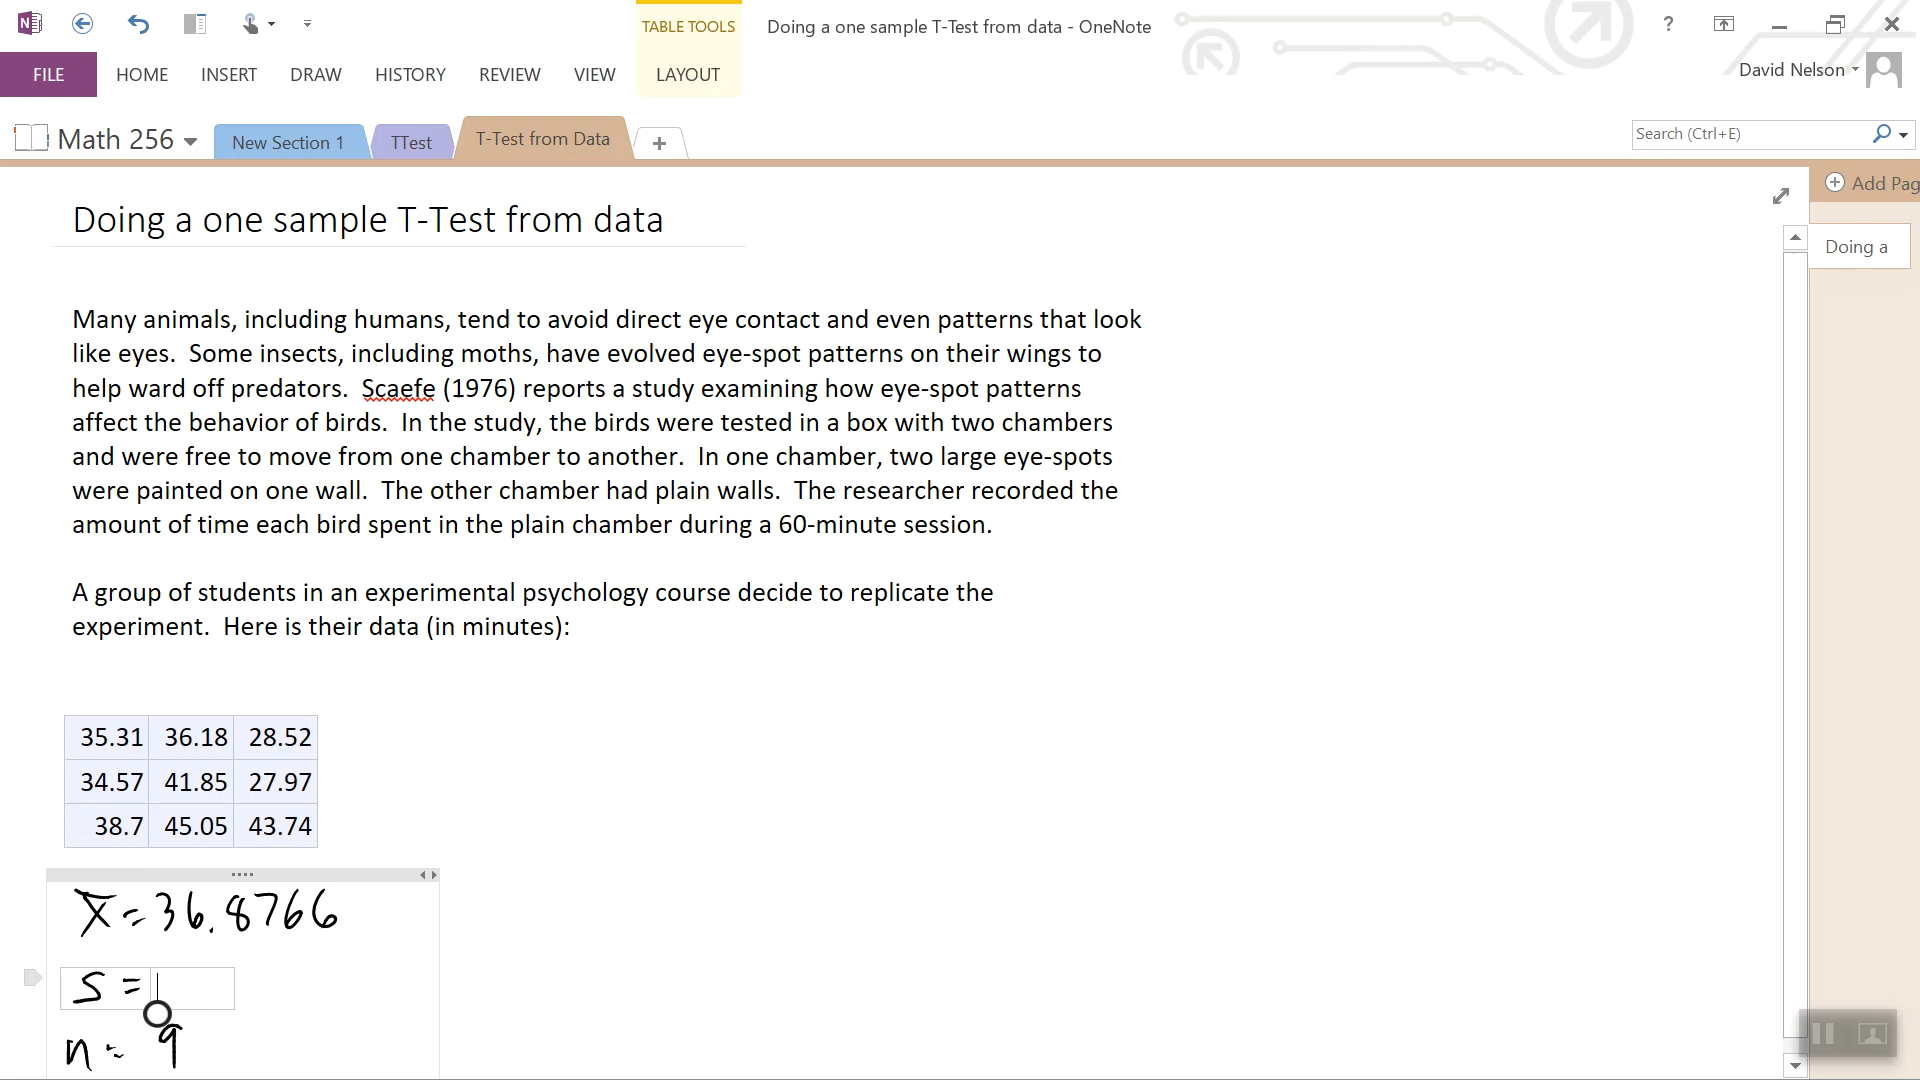 TABLE TOOLS
Doing a one sample T-Test from data - OneNote
?
FILE HOME INSERT DRAW HISTORY REVIEW VIEW LAYOUT
David Nelson
Math 256
New Section 1
TTest
T-Test from Data
+
Search (Ctrl+E)
Add Pag
Doing a
Doing a one sample T-Test from data
Many animals, including humans, tend to avoid direct eye contact and even patterns that look
like eyes. Some insects, including moths, have evolved eye-spot patterns on their wings to
help ward off predators. Scaefe (1976) reports a study examining how eye-spot patterns
affect the behavior of birds. In the study, the birds were tested in a box with two chambers
and were free to move from one chamber to another. In one chamber, two large eye-spots
were painted on one wall. The other chamber had plain walls. The researcher recorded the
amount of time each bird spent in the plain chamber during a 60-minute session.
A group of students in an experimental psychology course decide to replicate the
experiment. Here is their data (in minutes):
35.31 36.18 28.52
34.57 41.85 27.97
38.7 45.05 43.74
x̄ = 36.8766
s =
n = 9